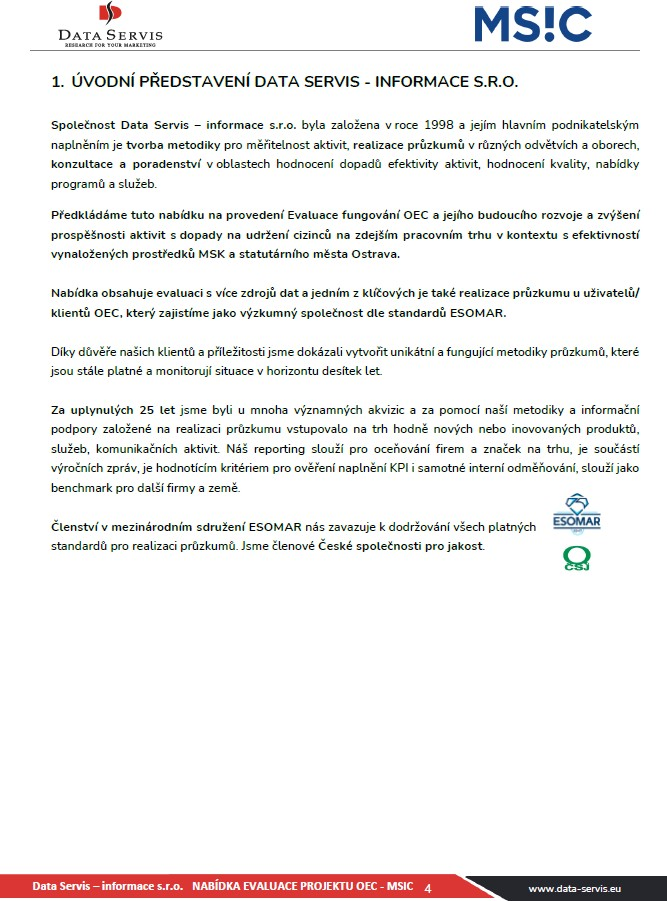 DATA SERVIS
RESEARCH FOR YOUR MARKETING
MS!C
1. ÚVODNÍ PŘEDSTAVENÍ DATA SERVIS - INFORMACE S.R.O.
Společnost Data Servis – informace s.r.o. byla založena v roce 1998 a jejím hlavním podnikatelským
naplněním je tvorba metodiky pro měřitelnost aktivit, realizace průzkumů v různých odvětvích a oborech,
konzultace a poradenství v oblastech hodnocení dopadů efektivity aktivit, hodnocení kvality, nabídky
programů a služeb.
Předkládáme tuto nabídku na provedení Evaluace fungování OEC a jejího budoucího rozvoje a zvýšení
prospěšnosti aktivit s dopady na udržení cizinců na zdejším pracovním trhu v kontextu s efektivností
vynaložených prostředků MSK a statutárního města Ostrava.
Nabídka obsahuje evaluaci s více zdrojů dat a jedním z klíčových je také realizace průzkumu u uživatelů/
klientů OEC, který zajistíme jako výzkumný společnost dle standardů ESOMAR.
Díky důvěře našich klientů a příležitosti jsme dokázali vytvořit unikátní a fungující metodiky průzkumů, které
jsou stále platné a monitorují situace v horizontu desítek let.
Za uplynulých 25 let jsme byli u mnoha významných akvizic a za pomocí naší metodiky a informační
podpory založené na realizaci průzkumu vstupovalo na trh hodně nových nebo inovovaných produktů,
služeb, komunikačních aktivit. Náš reporting slouží pro oceňování firem a značek na trhu, je součástí
výročních zpráv, je hodnotícím kritériem pro ověření naplnění KPI i samotné interní odměňování, slouží jako
benchmark pro další firmy a země.
Členství v mezinárodním sdružení ESOMAR nás zavazuje k dodržování všech platných
standardů pro realizaci průzkumů. Jsme členové České společnosti pro jakost.
ESOMAR
CSJ
Data Servis – informace s.r.o. NABÍDKA EVALUACE PROJEKTU OEC - MSIC 4
www.data-servis.eu